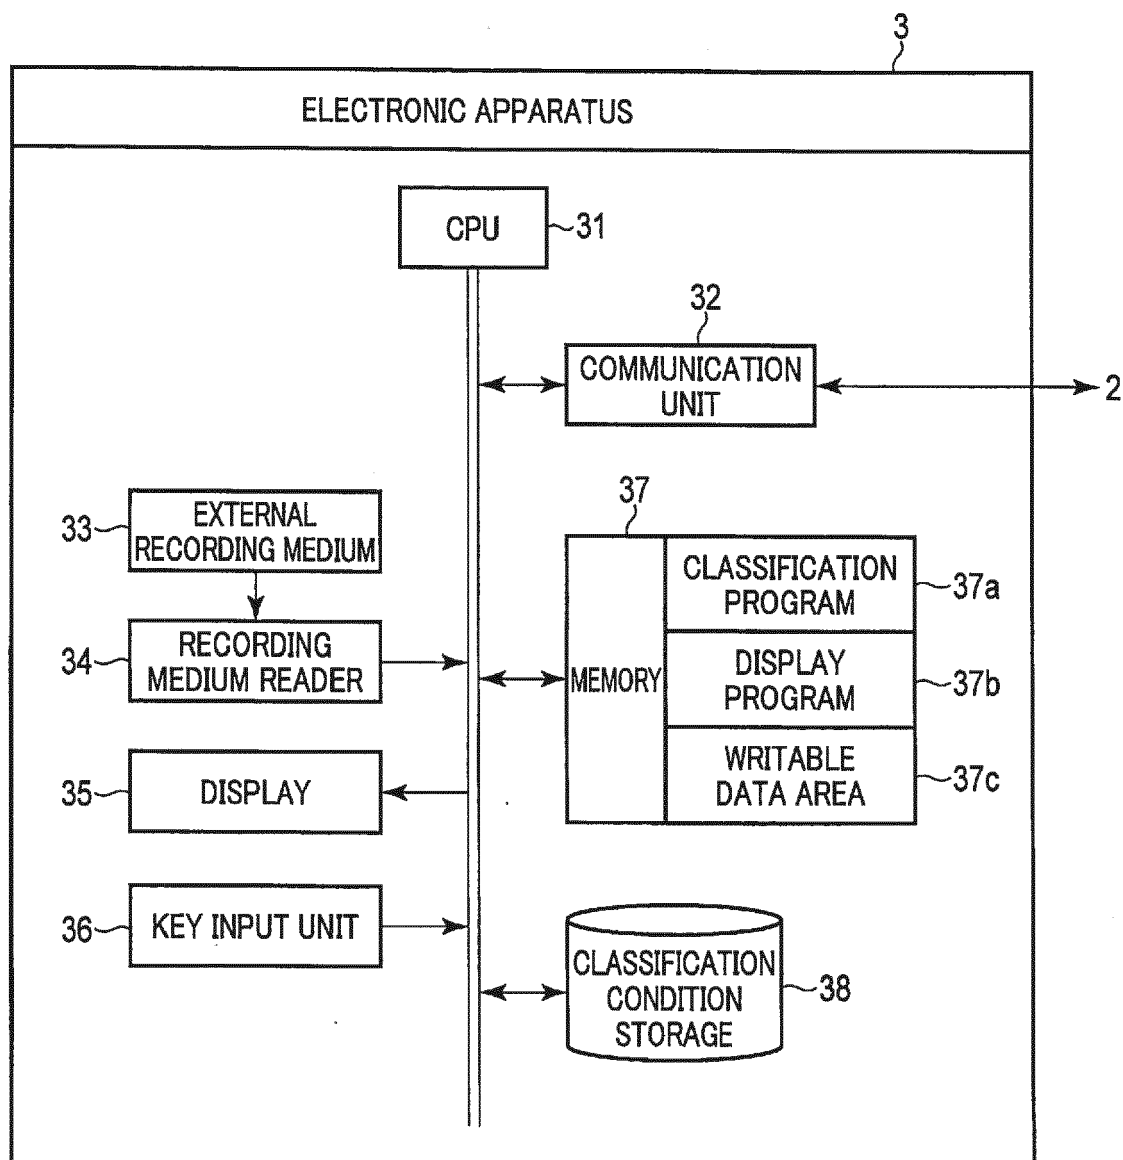 3
ELECTRONIC APPARATUS
CPU
31
32
COMMUNICATION
UNIT
2
33
EXTERNAL
RECORDING MEDIUM
34
RECORDING
MEDIUM READER
35
DISPLAY
36
KEY INPUT UNIT
37
MEMORY
CLASSIFICATION
PROGRAM
37a
DISPLAY
PROGRAM
37b
WRITABLE
DATA AREA
37c
CLASSIFICATION
CONDITION
STORAGE
38